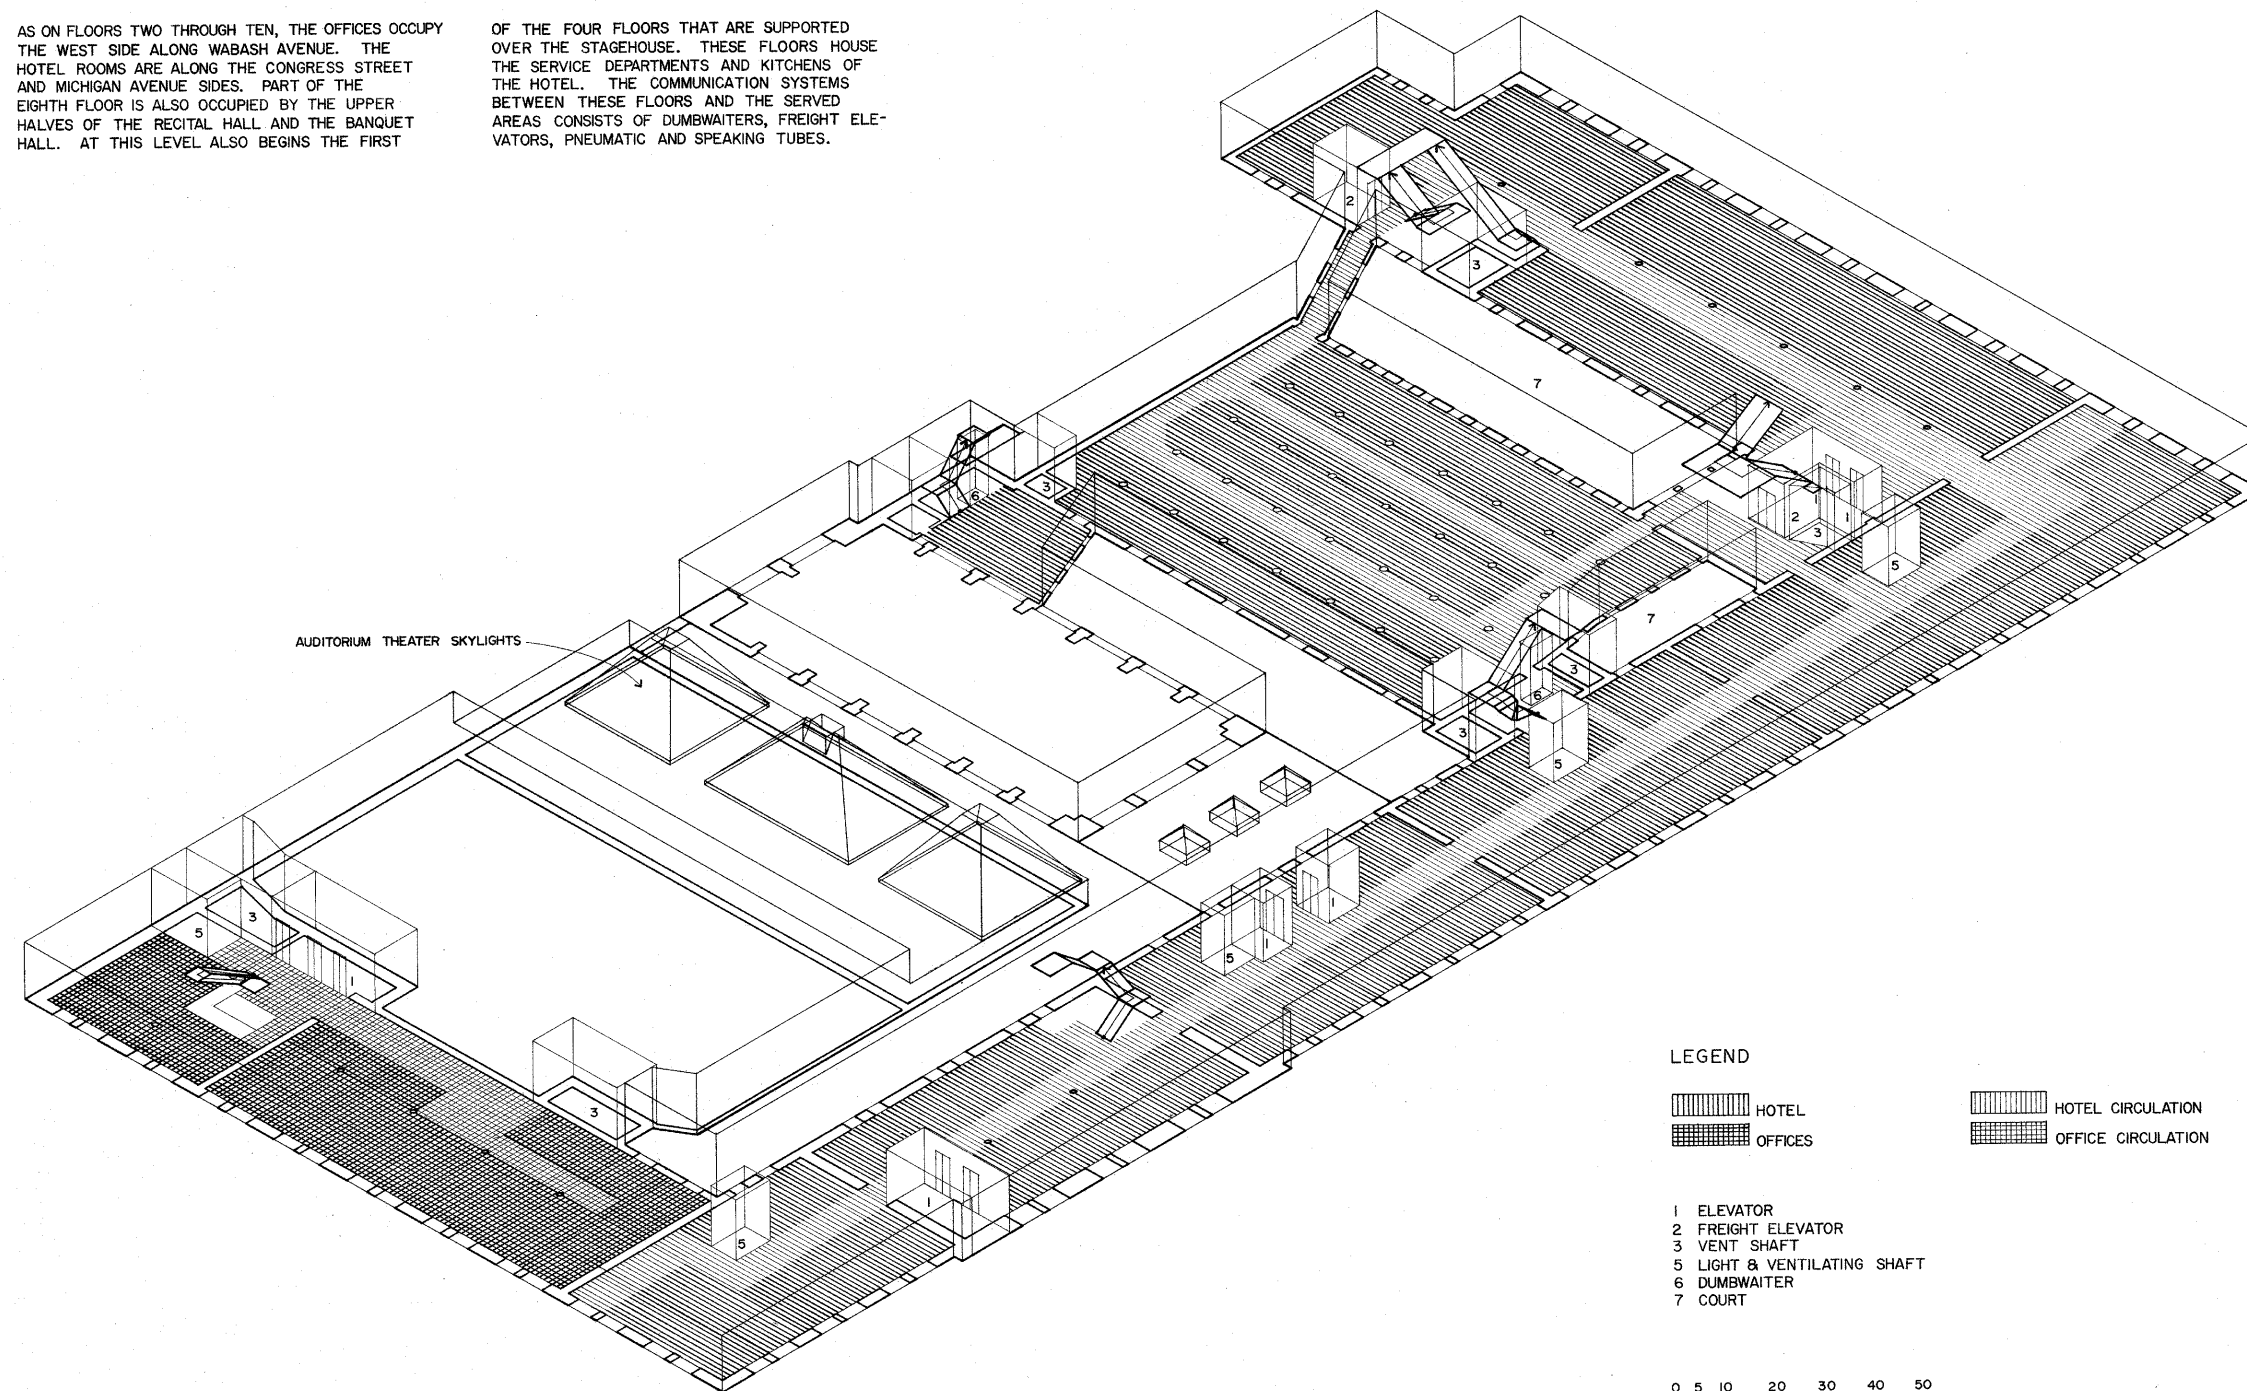 AS ON FLOORS TWO THROUGH TEN, THE OFFICES OCCUPY
THE WEST SIDE ALONG WABASH AVENUE. THE
HOTEL ROOMS ARE ALONG THE CONGRESS STREET
AND MICHIGAN AVENUE SIDES. PART OF THE
EIGHTH FLOOR IS ALSO OCCUPIED BY THE UPPER
HALVES OF THE RECITAL HALL AND THE BANQUET
HALL. AT THIS LEVEL ALSO BEGINS THE FIRST
OF THE FOUR FLOORS THAT ARE SUPPORTED
OVER THE STAGEHOUSE. THESE FLOORS HOUSE
THE SERVICE DEPARTMENTS AND KITCHENS OF
THE HOTEL. THE COMMUNICATION SYSTEMS
BETWEEN THESE FLOORS AND THE SERVED
AREAS CONSISTS OF DUMBWAITERS, FREIGHT ELE-
VATORS, PNEUMATIC AND SPEAKING TUBES.
2
3
7
3
6
2
1
3
5
7
3
6
3
5
AUDITORIUM THEATER SKYLIGHTS
1
1
5
3
5
1
3
1
5
LEGEND
HOTEL
HOTEL CIRCULATION
OFFICES
OFFICE CIRCULATION
1 ELEVATOR
2 FREIGHT ELEVATOR
3 VENT SHAFT
5 LIGHT & VENTILATING SHAFT
6 DUMBWAITER
7 COURT
0 5 10 20 30 40 50